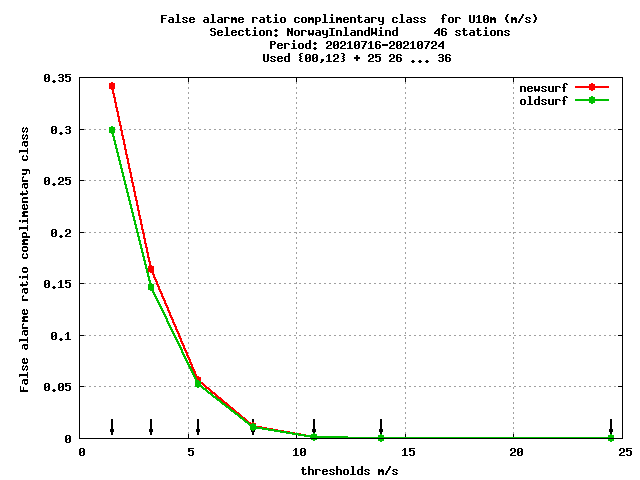 False alarme ratio complimentary class  for U10m (m/s)
Selection: NorwayInlandWind     46 stations
Period: 20210716-20210724
Used {00,12} + 25 26 ... 36
newsurf
oldsurf
False alarme ratio complimentary class
0.35
0.3
0.25
0.2
0.15
0.1
0.05
0
0 5 10 15 20 25
thresholds m/s